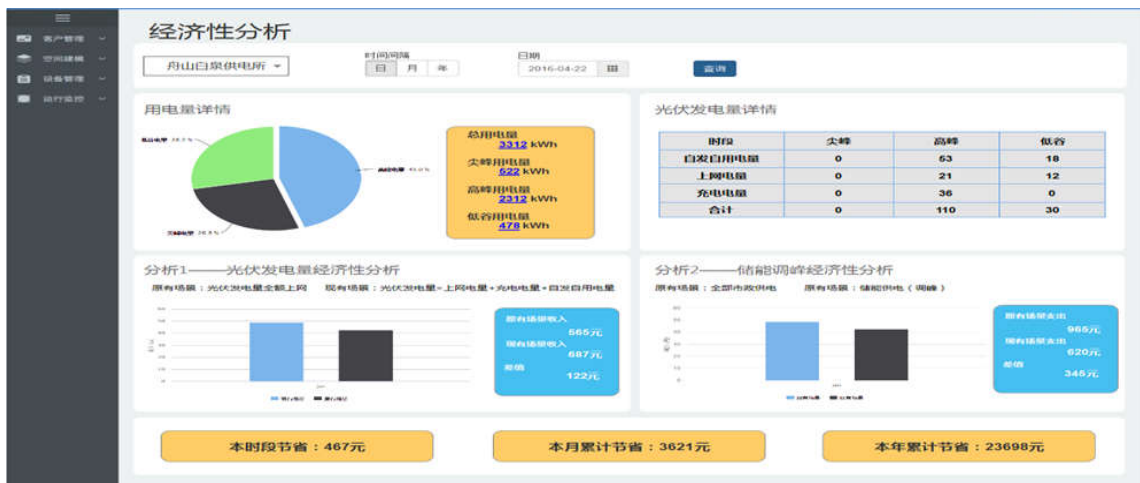 经济性分析
客户管理
空间建模
设备管理
运行监控
舟山白泉供电所
时间间隔
日 月 年
日期
2016-04-22
查询
用电量详情
总用电量
3312 kWh
尖峰用电量
522 kWh
高峰用电量
2312 kWh
低谷用电量
478 kWh
光伏发电量详情
时段 尖峰 高峰 低谷
自发自用电量 0 53 18
上网电量 0 21 12
充电电量 0 36 0
合计 0 110 30
分析1——光伏发电量经济性分析
原有场景：光伏发电量全额上网 现有场景：光伏发电量=上网电量+充电电量+自发自用电量
原有场景收入
565元
现有场景收入
687元
差值
122元
分析2——储能调峰经济性分析
原有场景：全部市政供电 原有场景：储能供电（调峰）
原有场景支出
965元
现有场景支出
620元
差值
345元
本时段节省：467元
本月累计节省：3621元
本年累计节省：23698元